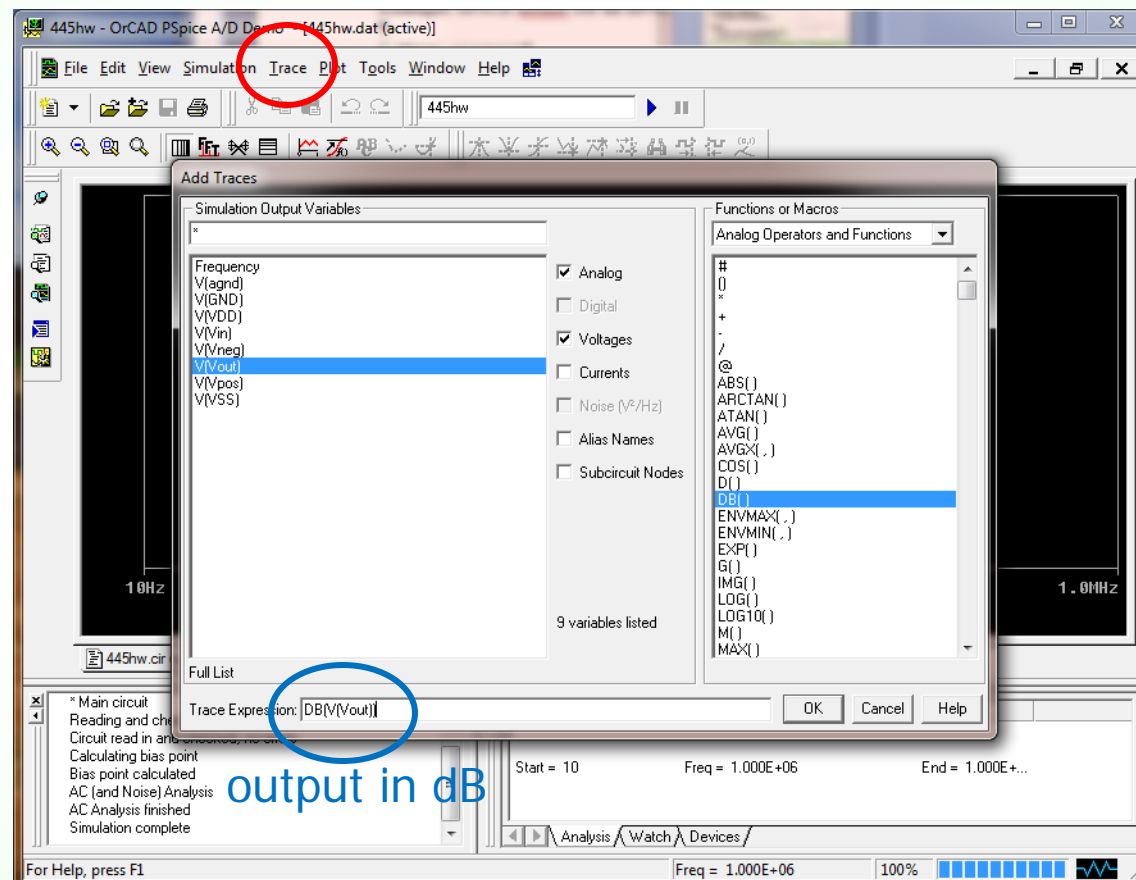 445hw - OrCAD PSpice A/D Demo - [445hw.dat (active)]
File Edit View Simulation Trace Plot Tools Window Help
445hw
Add Traces
Simulation Output Variables
*
Frequency
V(agnd)
V(GND)
V(VDD)
V(Vin)
V(Vneg)
V(Vout)
V(Vpos)
V(VSS)
Analog
Digital
Voltages
Currents
Noise (V²/Hz)
Alias Names
Subcircuit Nodes
9 variables listed
Full List
Functions or Macros
Analog Operators and Functions
#
()
*
+
-
/
@
ABS( )
ARCTAN( )
ATAN( )
AVG( )
AVGX( , )
COS( )
D( )
DB( )
ENVMAX( , )
ENVMIN( , )
EXP( )
G( )
IMG( )
LOG( )
LOG10( )
M( )
MAX( )
Trace Expression: DB(V(Vout))
OK Cancel Help
10Hz
1.0MHz
445hw.cir
* Main circuit
Reading and che
Circuit read in and checked, no errors
Calculating bias point
Bias point calculated
AC (and Noise) Analysis
AC Analysis finished
Simulation complete
output in dB
Start = 10 Freq = 1.000E+06 End = 1.000E+...
Analysis Watch Devices
For Help, press F1
Freq = 1.000E+06 100%